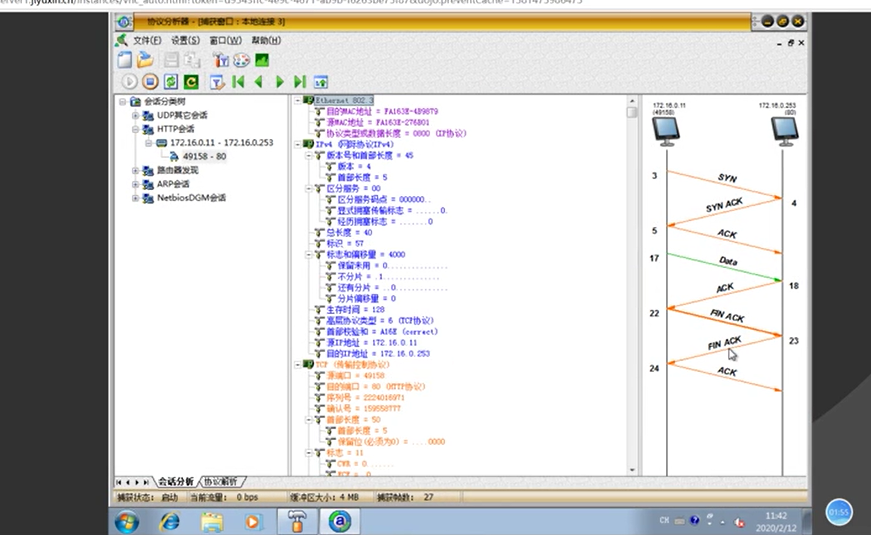 协议分析器 - [捕获窗口：本地连接 3]
文件(F) 设置(S) 窗口(W) 帮助(H)
会话分类树
UDP其它会话
HTTP会话
172.16.0.11 - 172.16.0.253
49158 - 80
路由器发现
ARP会话
NetbiosDGM会话
Ethernet 802.3
目的MAC地址 = FA163E-4B9879
源MAC地址 = FA163E-276B01
协议类型或数据长度 = 0800 (IP协议)
IPv4 (网际协议IPv4)
版本号和首部长度 = 45
版本 = 4
首部长度 = 5
区分服务 = 00
区分服务码点 = 000000..
显式拥塞传输标志 = ......0.
经历拥塞标志 = .......0
总长度 = 40
标识 = 57
标志和偏移量 = 4000
保留未用 = 0...............
不分片 = .1..............
还有分片 = ..0.............
分片偏移量 = 0
生存时间 = 128
高层协议类型 = 6 (TCP协议)
首部校验和 = A16E (correct)
源IP地址 = 172.16.0.11
目的IP地址 = 172.16.0.253
TCP (传输控制协议)
源端口 = 49158
目的端口 = 80 (HTTP协议)
序列号 = 2224016971
确认号 = 159558777
首部长度 = 50
首部长度 = 5
保留位(必须为0) = ....0000
标志 = 11
CWR = 0.......
172.16.0.11
(49158)
172.16.0.253
(80)
3 SYN
SYN ACK 4
5 ACK
17 Data
ACK 18
22 FIN ACK
FIN ACK 23
24 ACK
会话分析 协议解析
捕获状态： 启动 当前流量： 0 bps 缓冲区大小：4 MB 捕获帧数： 27
CH
11:42
2020/2/12
01:55